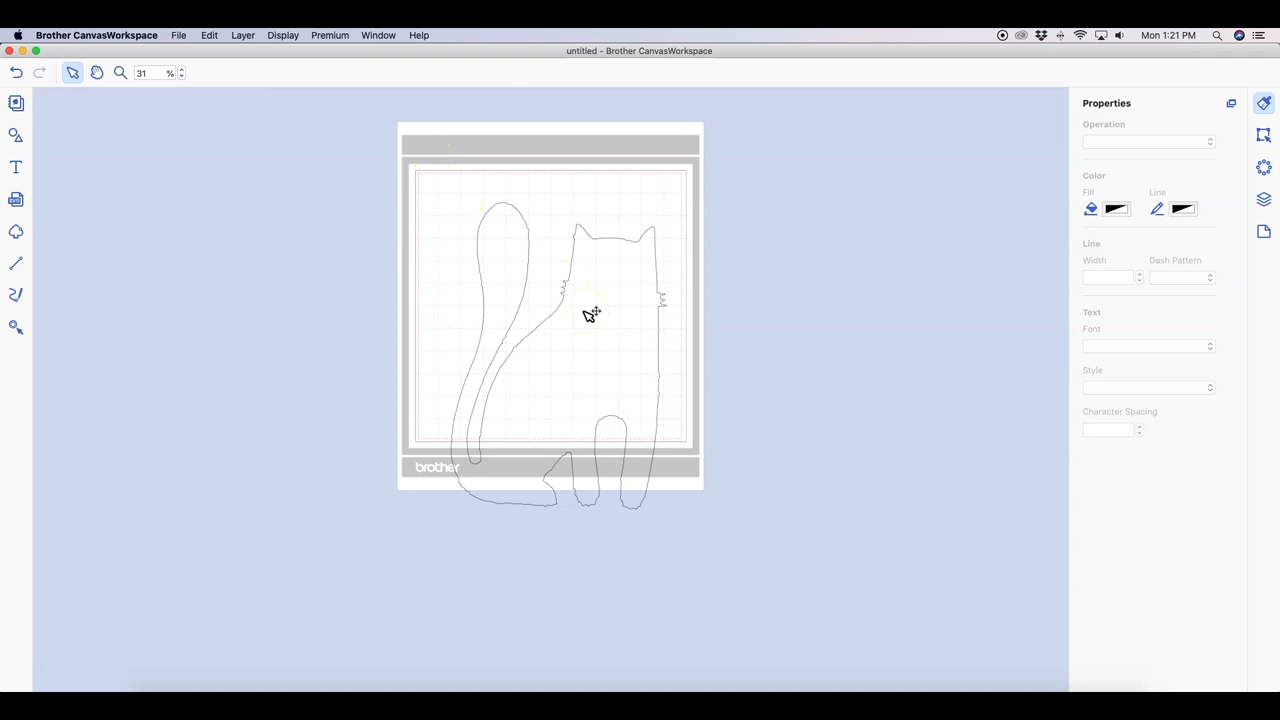 Brother CanvasWorkspace File Edit Layer Display Premium Window Help Mon 1:21 PM
untitled – Brother CanvasWorkspace
31 %
Properties
Operation
Color
Fill Line
Line
Width Dash Pattern
Text
Font
Style
Character Spacing
T
SVG
brother